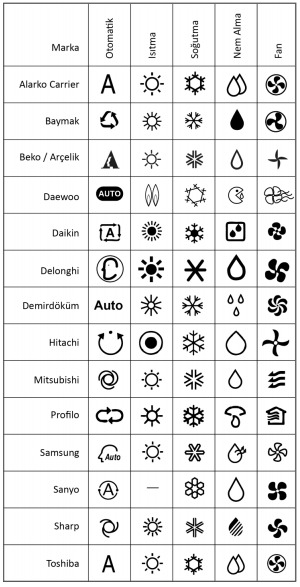 Marka Otomatik Isıtma Soğutma Nem Alma Fan
Alarko Carrier A
Baymak
Beko / Arçelik
Daewoo AUTO
Daikin A
Delonghi
Demirdöküm Auto
Hitachi
Mitsubishi
Profilo
Samsung Auto
Sanyo A —
Sharp
Toshiba A